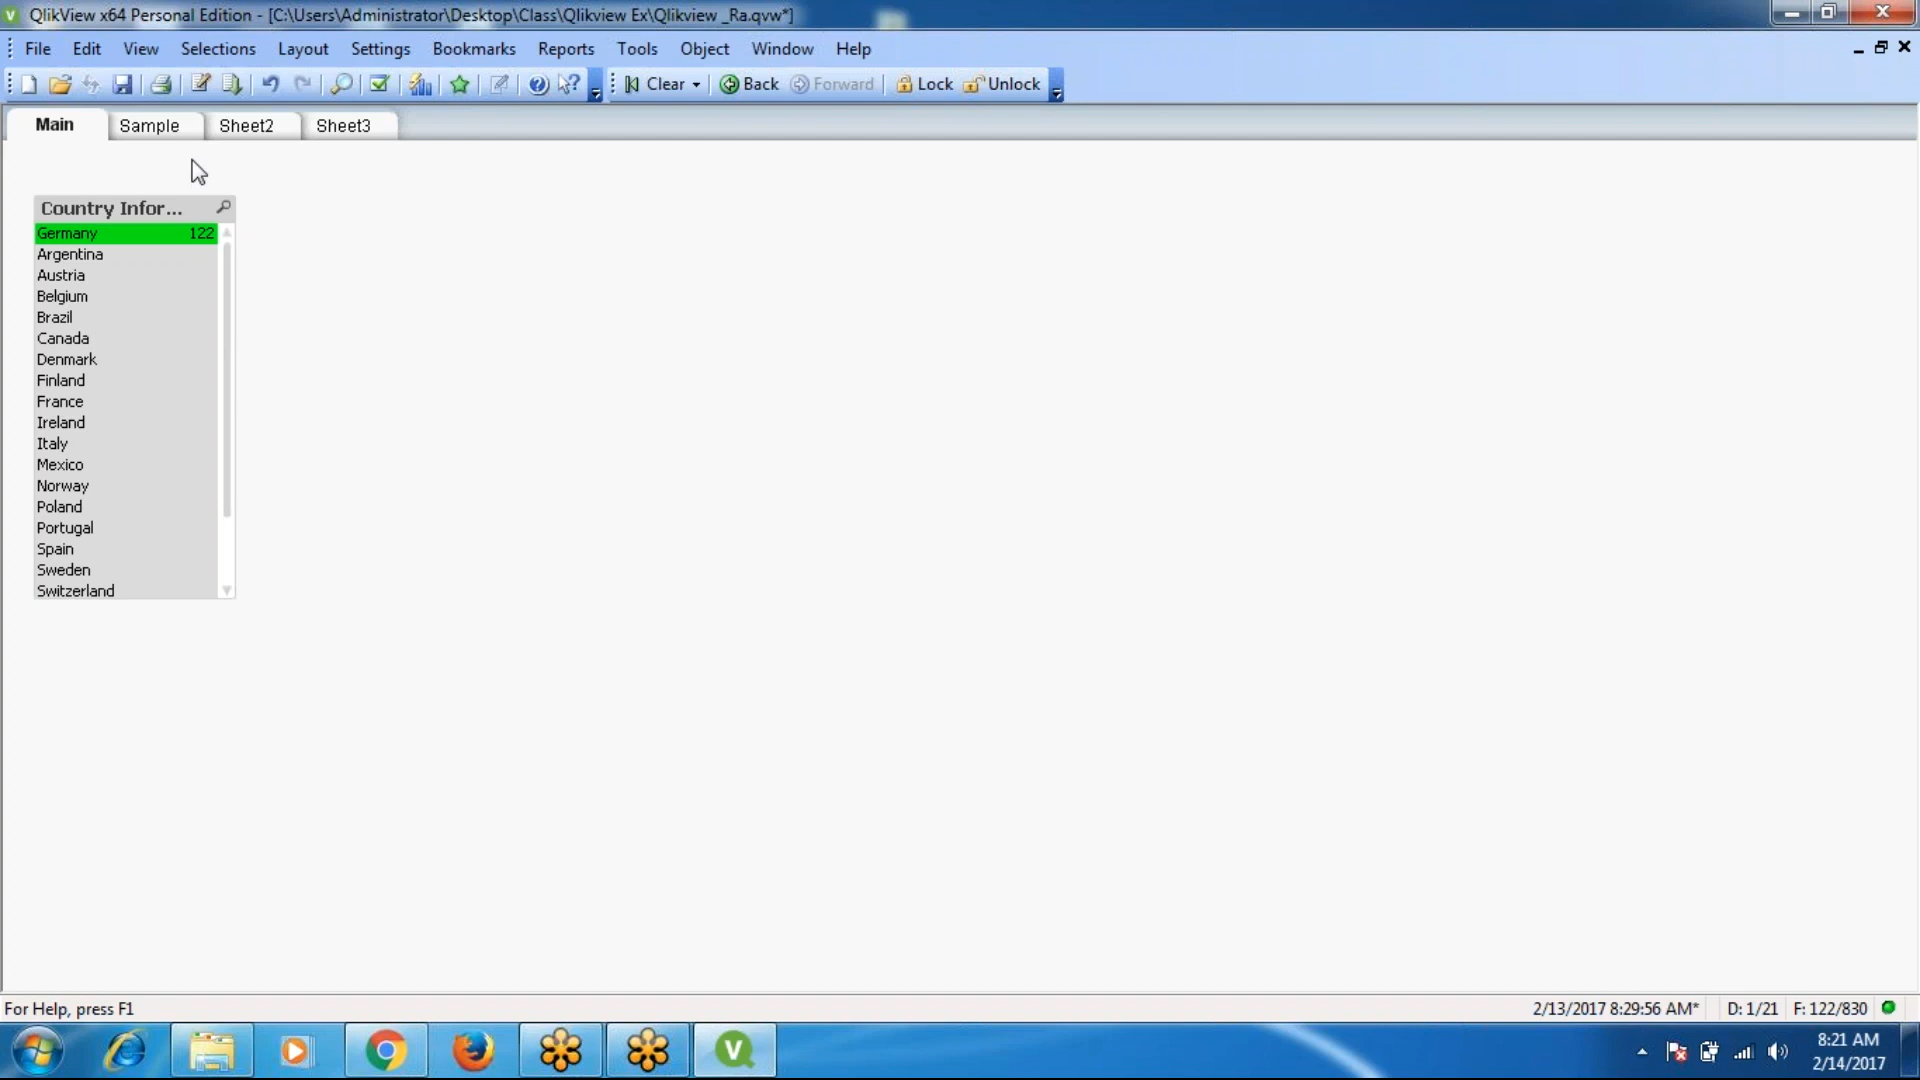 QlikView x64 Personal Edition - [C:\Users\Administrator\Desktop\Class\Qlikview Ex\Qlikview _Ra.qvw*]
File Edit View Selections Layout Settings Bookmarks Reports Tools Object Window Help
Clear Back Forward Lock Unlock
Main Sample Sheet2 Sheet3
Country Infor...
Germany 122
Argentina
Austria
Belgium
Brazil
Canada
Denmark
Finland
France
Ireland
Italy
Mexico
Norway
Poland
Portugal
Spain
Sweden
Switzerland
For Help, press F1 2/13/2017 8:29:56 AM* D: 1/21 F: 122/830
8:21 AM
2/14/2017